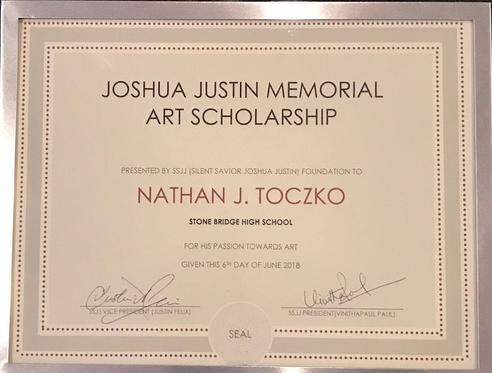 JOSHUA JUSTIN MEMORIAL
ART SCHOLARSHIP
PRESENTED BY SSJJ (SILENT SAVIOR JOSHUA JUSTIN) FOUNDATION TO
NATHAN J. TOCZKO
STONE BRIDGE HIGH SCHOOL
FOR HIS PASSION TOWARDS ART
GIVEN THIS 6TH DAY OF JUNE 2018
SSJJ VICE PRESIDENT (JUSTIN FELIX)
SSJJ PRESIDENT(VINITHAPAUL PAUL)
SEAL